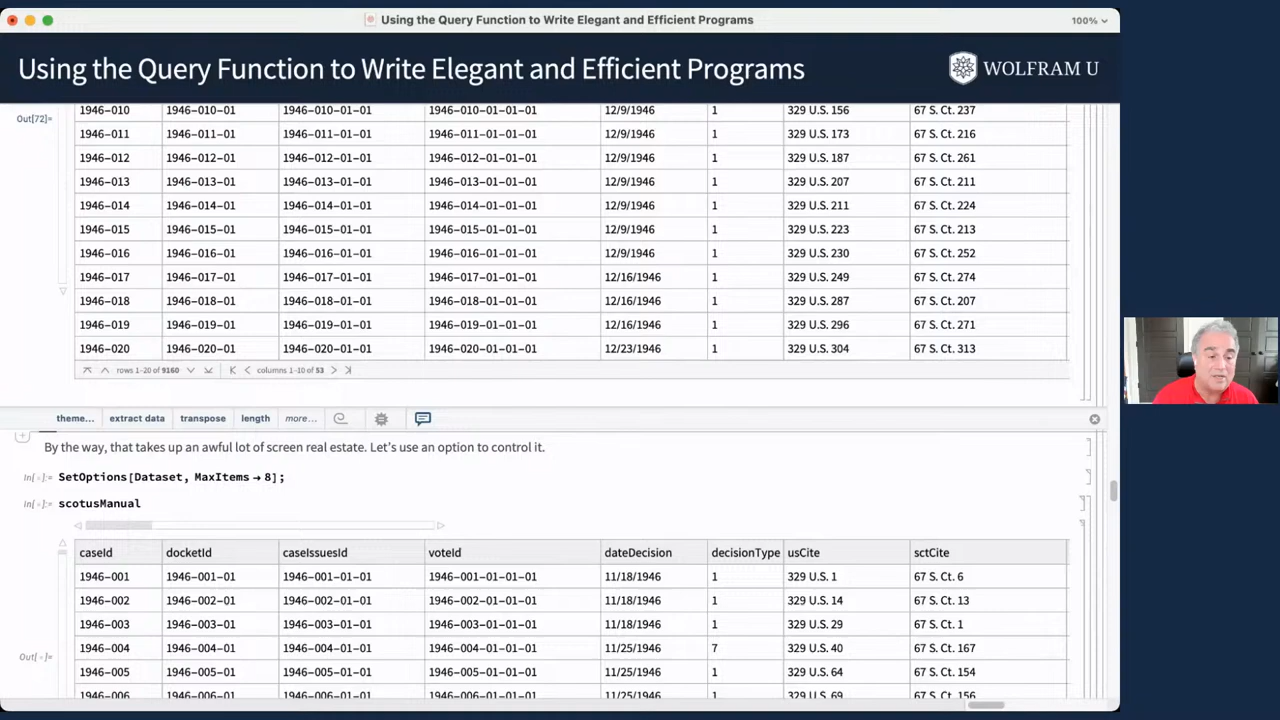 Using the Query Function to Write Elegant and Efficient Programs
100%
Using the Query Function to Write Elegant and Efficient Programs
WOLFRAM U
Out[72]=
1946-010 1946-010-01 1946-010-01-01 1946-010-01-01-01 12/9/1946 1 329 U.S. 156 67 S. Ct. 237
1946-011 1946-011-01 1946-011-01-01 1946-011-01-01-01 12/9/1946 1 329 U.S. 173 67 S. Ct. 216
1946-012 1946-012-01 1946-012-01-01 1946-012-01-01-01 12/9/1946 1 329 U.S. 187 67 S. Ct. 261
1946-013 1946-013-01 1946-013-01-01 1946-013-01-01-01 12/9/1946 1 329 U.S. 207 67 S. Ct. 211
1946-014 1946-014-01 1946-014-01-01 1946-014-01-01-01 12/9/1946 1 329 U.S. 211 67 S. Ct. 224
1946-015 1946-015-01 1946-015-01-01 1946-015-01-01-01 12/9/1946 1 329 U.S. 223 67 S. Ct. 213
1946-016 1946-016-01 1946-016-01-01 1946-016-01-01-01 12/9/1946 1 329 U.S. 230 67 S. Ct. 252
1946-017 1946-017-01 1946-017-01-01 1946-017-01-01-01 12/16/1946 1 329 U.S. 249 67 S. Ct. 274
1946-018 1946-018-01 1946-018-01-01 1946-018-01-01-01 12/16/1946 1 329 U.S. 287 67 S. Ct. 207
1946-019 1946-019-01 1946-019-01-01 1946-019-01-01-01 12/16/1946 1 329 U.S. 296 67 S. Ct. 271
1946-020 1946-020-01 1946-020-01-01 1946-020-01-01-01 12/23/1946 1 329 U.S. 304 67 S. Ct. 313
rows 1-20 of 9160 columns 1-10 of 53
theme... extract data transpose length more...
By the way, that takes up an awful lot of screen real estate. Let's use an option to control it.
In[∘]:= SetOptions[Dataset, MaxItems → 8];
In[∘]:= scotusManual
caseId docketId caseIssuesId voteId dateDecision decisionType usCite sctCite
1946-001 1946-001-01 1946-001-01-01 1946-001-01-01-01 11/18/1946 1 329 U.S. 1 67 S. Ct. 6
1946-002 1946-002-01 1946-002-01-01 1946-002-01-01-01 11/18/1946 1 329 U.S. 14 67 S. Ct. 13
1946-003 1946-003-01 1946-003-01-01 1946-003-01-01-01 11/18/1946 1 329 U.S. 29 67 S. Ct. 1
1946-004 1946-004-01 1946-004-01-01 1946-004-01-01-01 11/25/1946 7 329 U.S. 40 67 S. Ct. 167
Out[∘]=
1946-005 1946-005-01 1946-005-01-01 1946-005-01-01-01 11/25/1946 1 329 U.S. 64 67 S. Ct. 154
1946-006 1946-006-01 1946-006-01-01 1946-006-01-01-01 11/25/1946 1 329 U.S. 69 67 S. Ct. 156